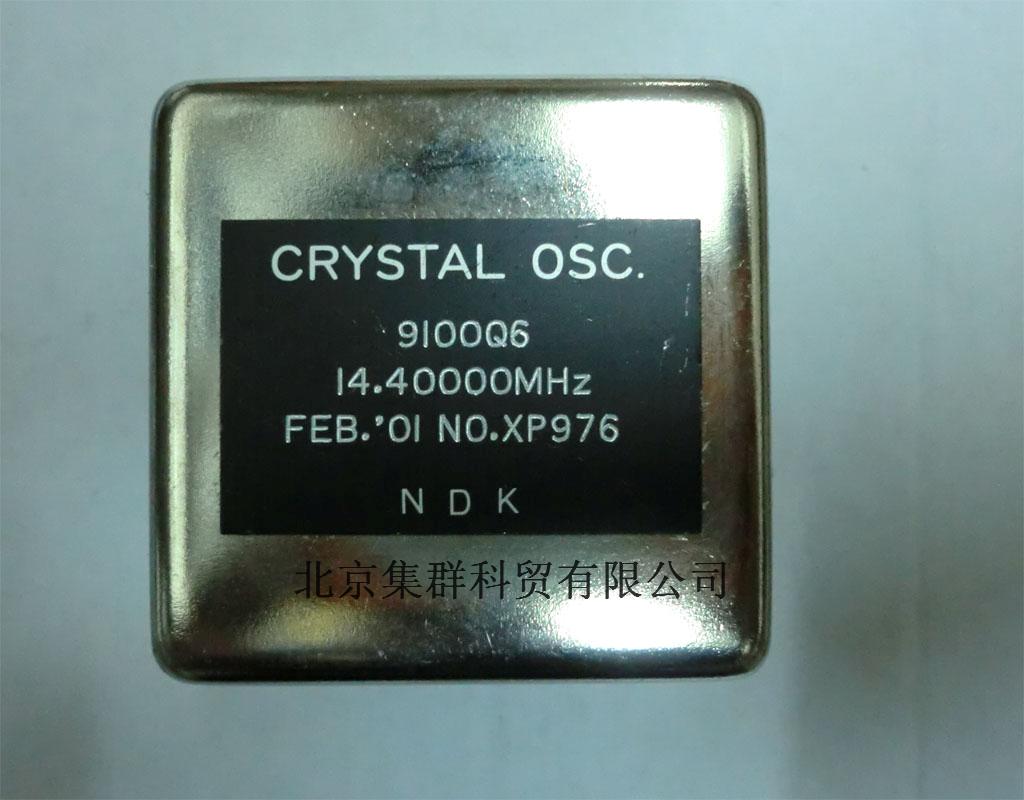 CRYSTAL OSC.
9100Q6
14.40000MHz
FEB.'01 NO.XP976
NDK
北京集群科贸有限公司